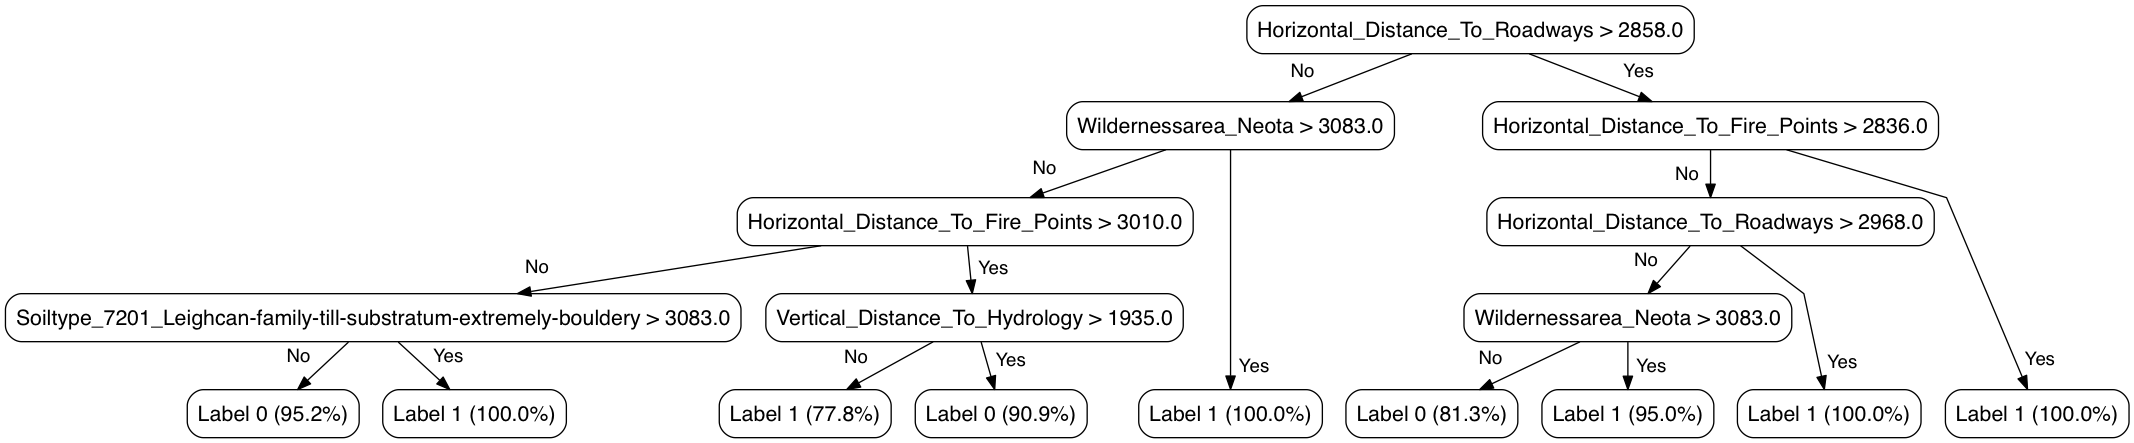 Horizontal_Distance_To_Roadways > 2858.0
No
Yes
Wildernessarea_Neota > 3083.0
Horizontal_Distance_To_Fire_Points > 2836.0
No
No
Horizontal_Distance_To_Fire_Points > 3010.0
Horizontal_Distance_To_Roadways > 2968.0
No
Yes
No
Soiltype_7201_Leighcan-family-till-substratum-extremely-bouldery > 3083.0
Vertical_Distance_To_Hydrology > 1935.0
Wildernessarea_Neota > 3083.0
No
Yes
No
Yes
Yes
No
Yes
Yes
Yes
Label 0 (95.2%)
Label 1 (100.0%)
Label 1 (77.8%)
Label 0 (90.9%)
Label 1 (100.0%)
Label 0 (81.3%)
Label 1 (95.0%)
Label 1 (100.0%)
Label 1 (100.0%)